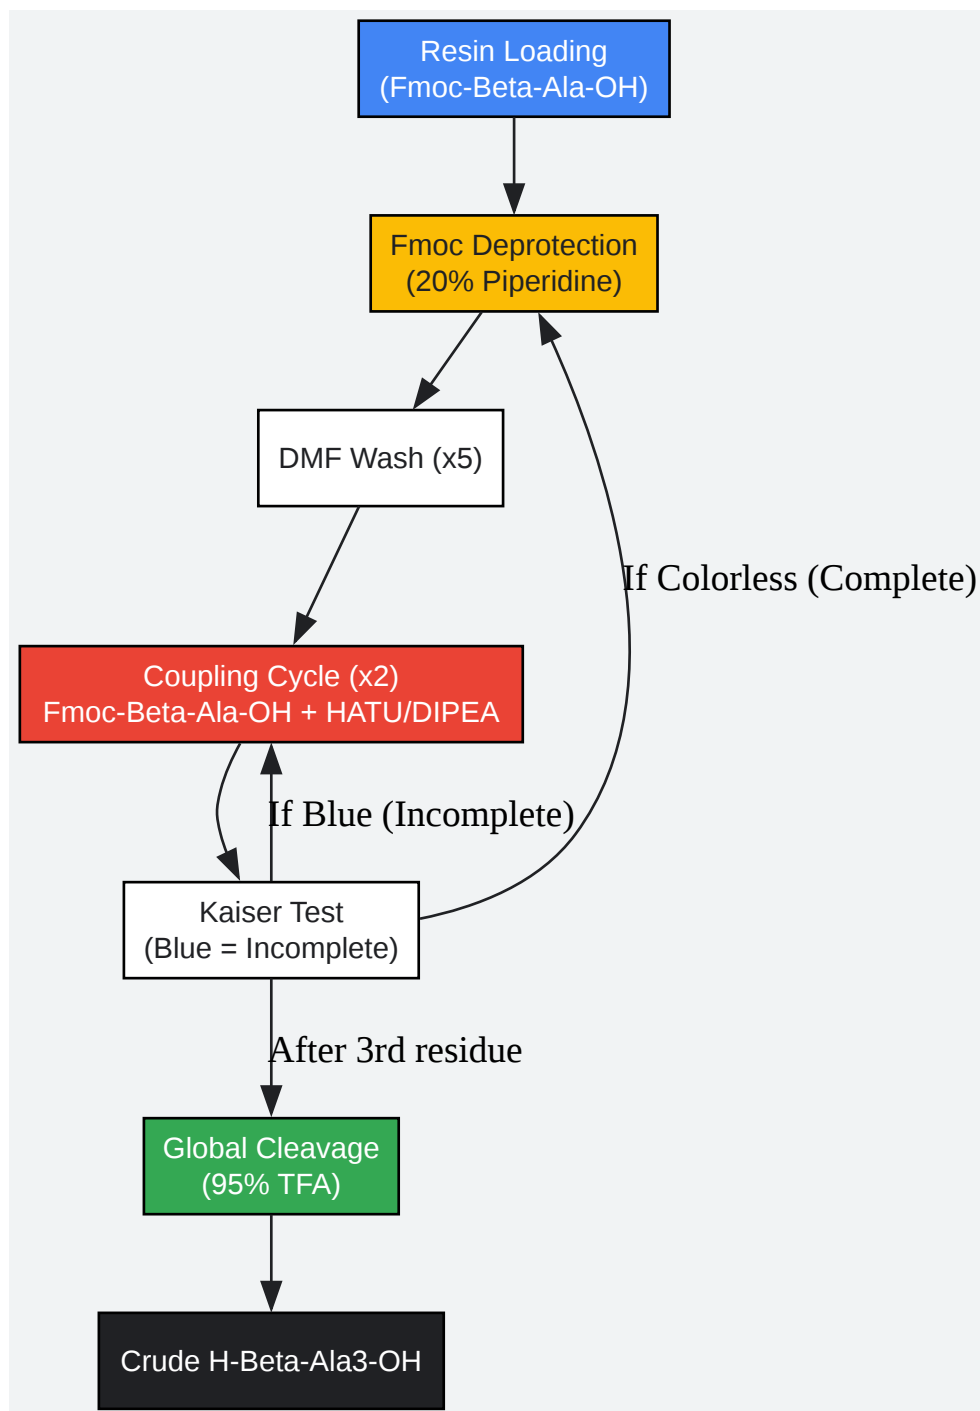 Resin Loading
(Fmoc-Beta-Ala-OH)
Fmoc Deprotection
(20% Piperidine)
DMF Wash (x5)
If Colorless (Complete)
Coupling Cycle (x2)
Fmoc-Beta-Ala-OH + HATU/DIPEA
If Blue (Incomplete)
Kaiser Test
(Blue = Incomplete)
After 3rd residue
Global Cleavage
(95% TFA)
Crude H-Beta-Ala3-OH